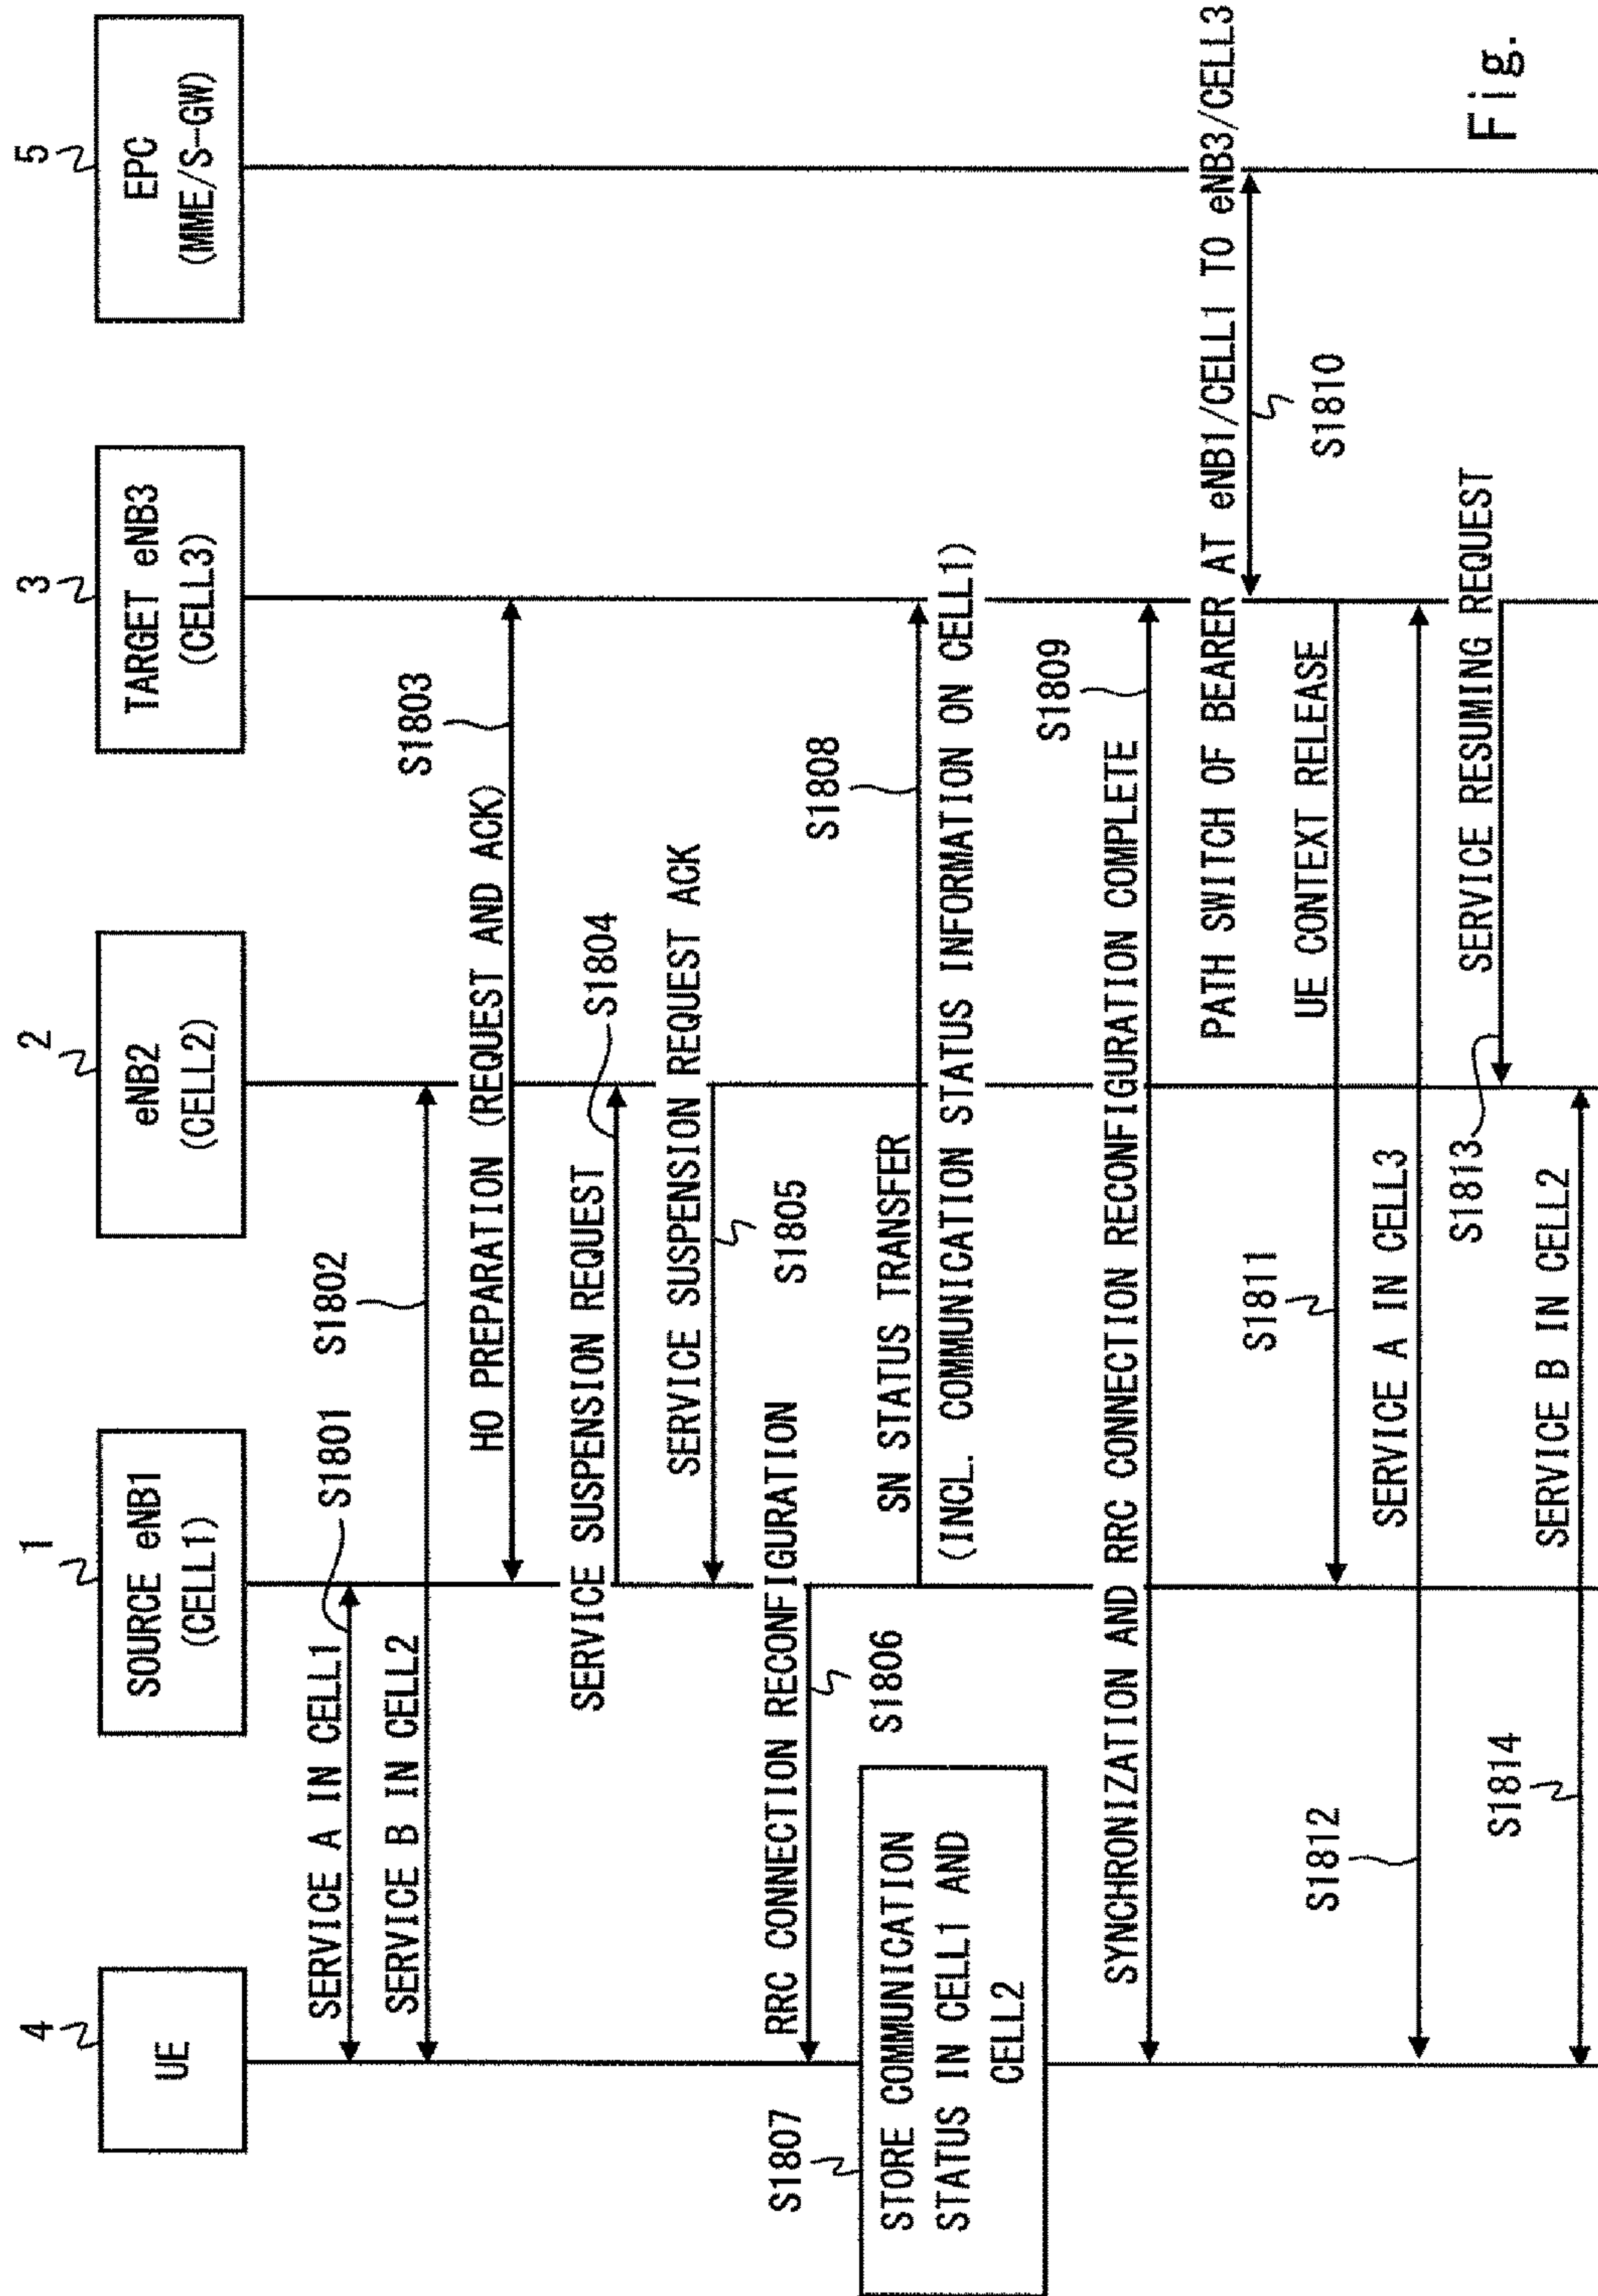 4
UE
1
SOURCE eNB1
(CELL1)
2
eNB2
(CELL2)
3
TARGET eNB3
(CELL3)
5
EPC
(MME/S-GW)
SERVICE A IN CELL1
S1801
SERVICE B IN CELL2
S1802
HO PREPARATION (REQUEST AND ACK)
S1803
SERVICE SUSPENSION REQUEST
S1804
SERVICE SUSPENSION REQUEST ACK
S1805
RRC CONNECTION RECONFIGURATION
S1806
S1807
STORE COMMUNICATION
STATUS IN CELL1 AND
CELL2
SN STATUS TRANSFER
(INCL. COMMUNICATION STATUS INFORMATION ON CELL1)
S1808
SYNCHRONIZATION AND RRC CONNECTION RECONFIGURATION COMPLETE
S1809
PATH SWITCH OF BEARER AT eNB1/CELL1 TO eNB3/CELL3
S1810
UE CONTEXT RELEASE
S1811
SERVICE A IN CELL3
S1812
SERVICE RESUMING REQUEST
S1813
SERVICE B IN CELL2
S1814
Fig.